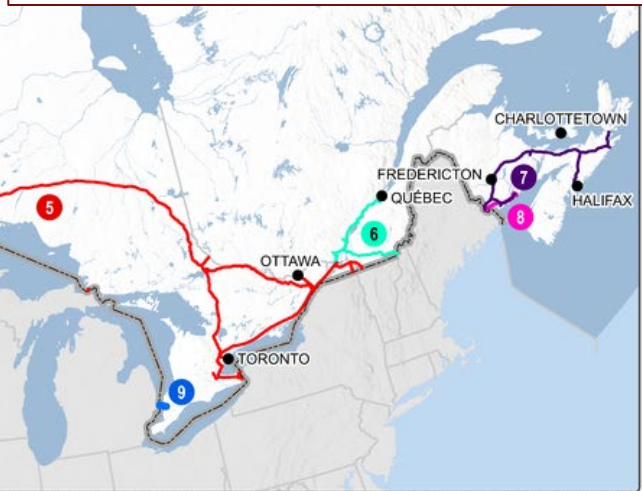 CHARLOTTETOWN
FREDERICTON
7
QUÉBEC
HALIFAX
5
8
6
OTTAWA
TORONTO
9